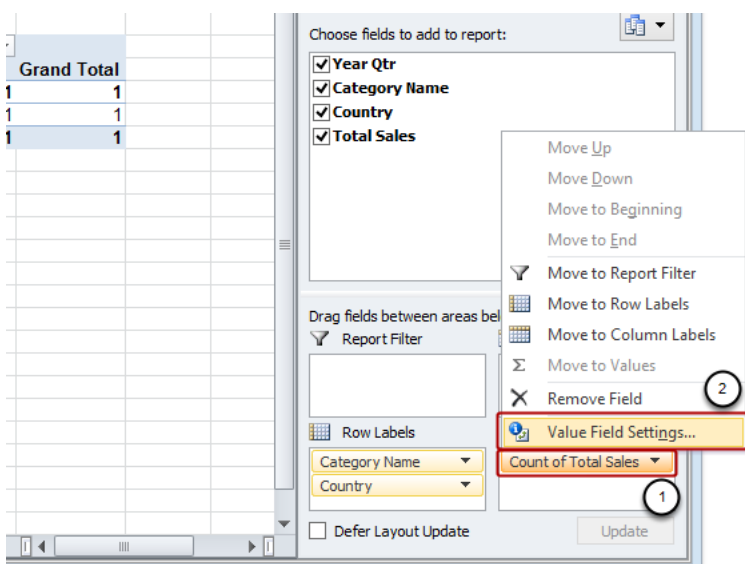 Grand Total
1 1
1 1
1 1
Choose fields to add to report:
Year Qtr
Category Name
Country
Total Sales
Move Up
Move Down
Move to Beginning
Move to End
Move to Report Filter
Move to Row Labels
Move to Column Labels
Σ Move to Values
Remove Field
2
Value Field Settings...
Drag fields between areas bel
Report Filter
Row Labels
Category Name
Country
Count of Total Sales
1
Defer Layout Update
Update